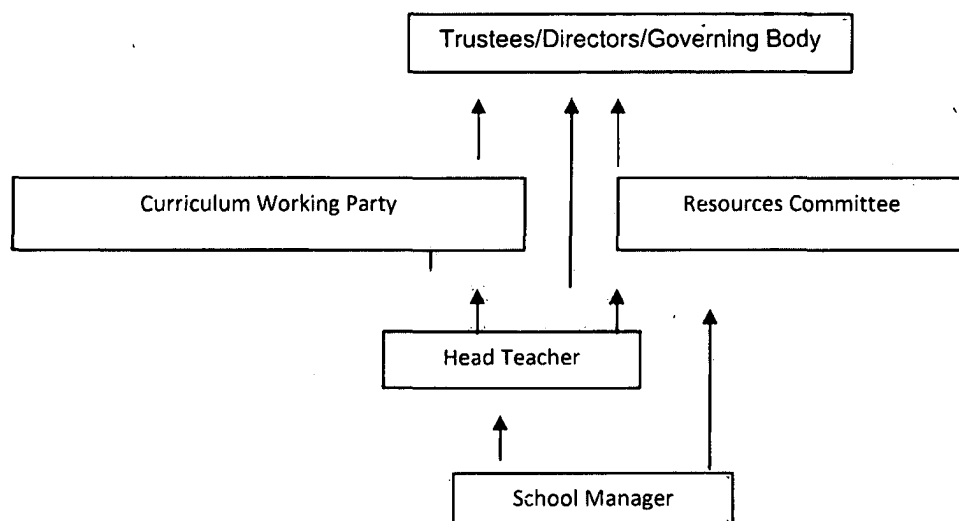 Trustees/Directors/Governing Body
Curriculum Working Party
Resources Committee
Head Teacher
School Manager